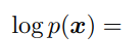 log p(𝒙) =